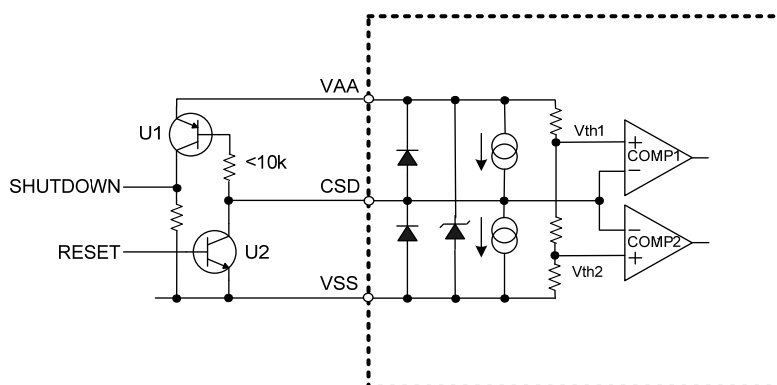 VAA
U1
Vth1
+
COMP1
−
<10k
SHUTDOWN
CSD
−
COMP2
+
RESET
U2
Vth2
VSS